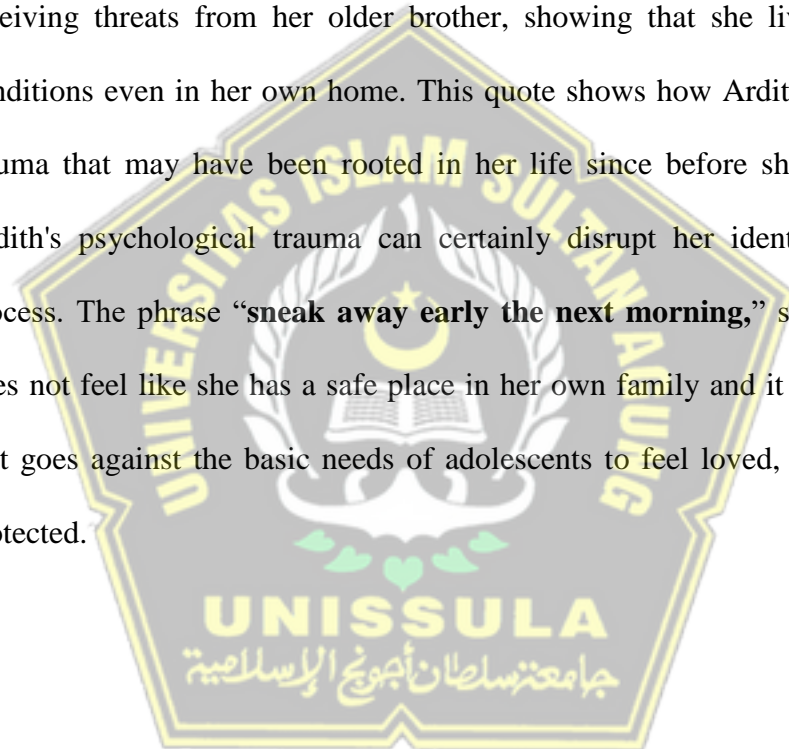 eiving threats from her older brother, showing that she liv
nditions even in her own home. This quote shows how Ardit
uma that may have been rooted in her life since before sh
dith's psychological trauma can certainly disrupt her ident
ocess. The phrase “sneak away early the next morning,” s
es not feel like she has a safe place in her own family and it
t goes against the basic needs of adolescents to feel loved,
otected.
UNIVERSITAS ISLAM SULTAN AGUNG
UNISSULA
جامعة سلطان أجونج الإسلامية